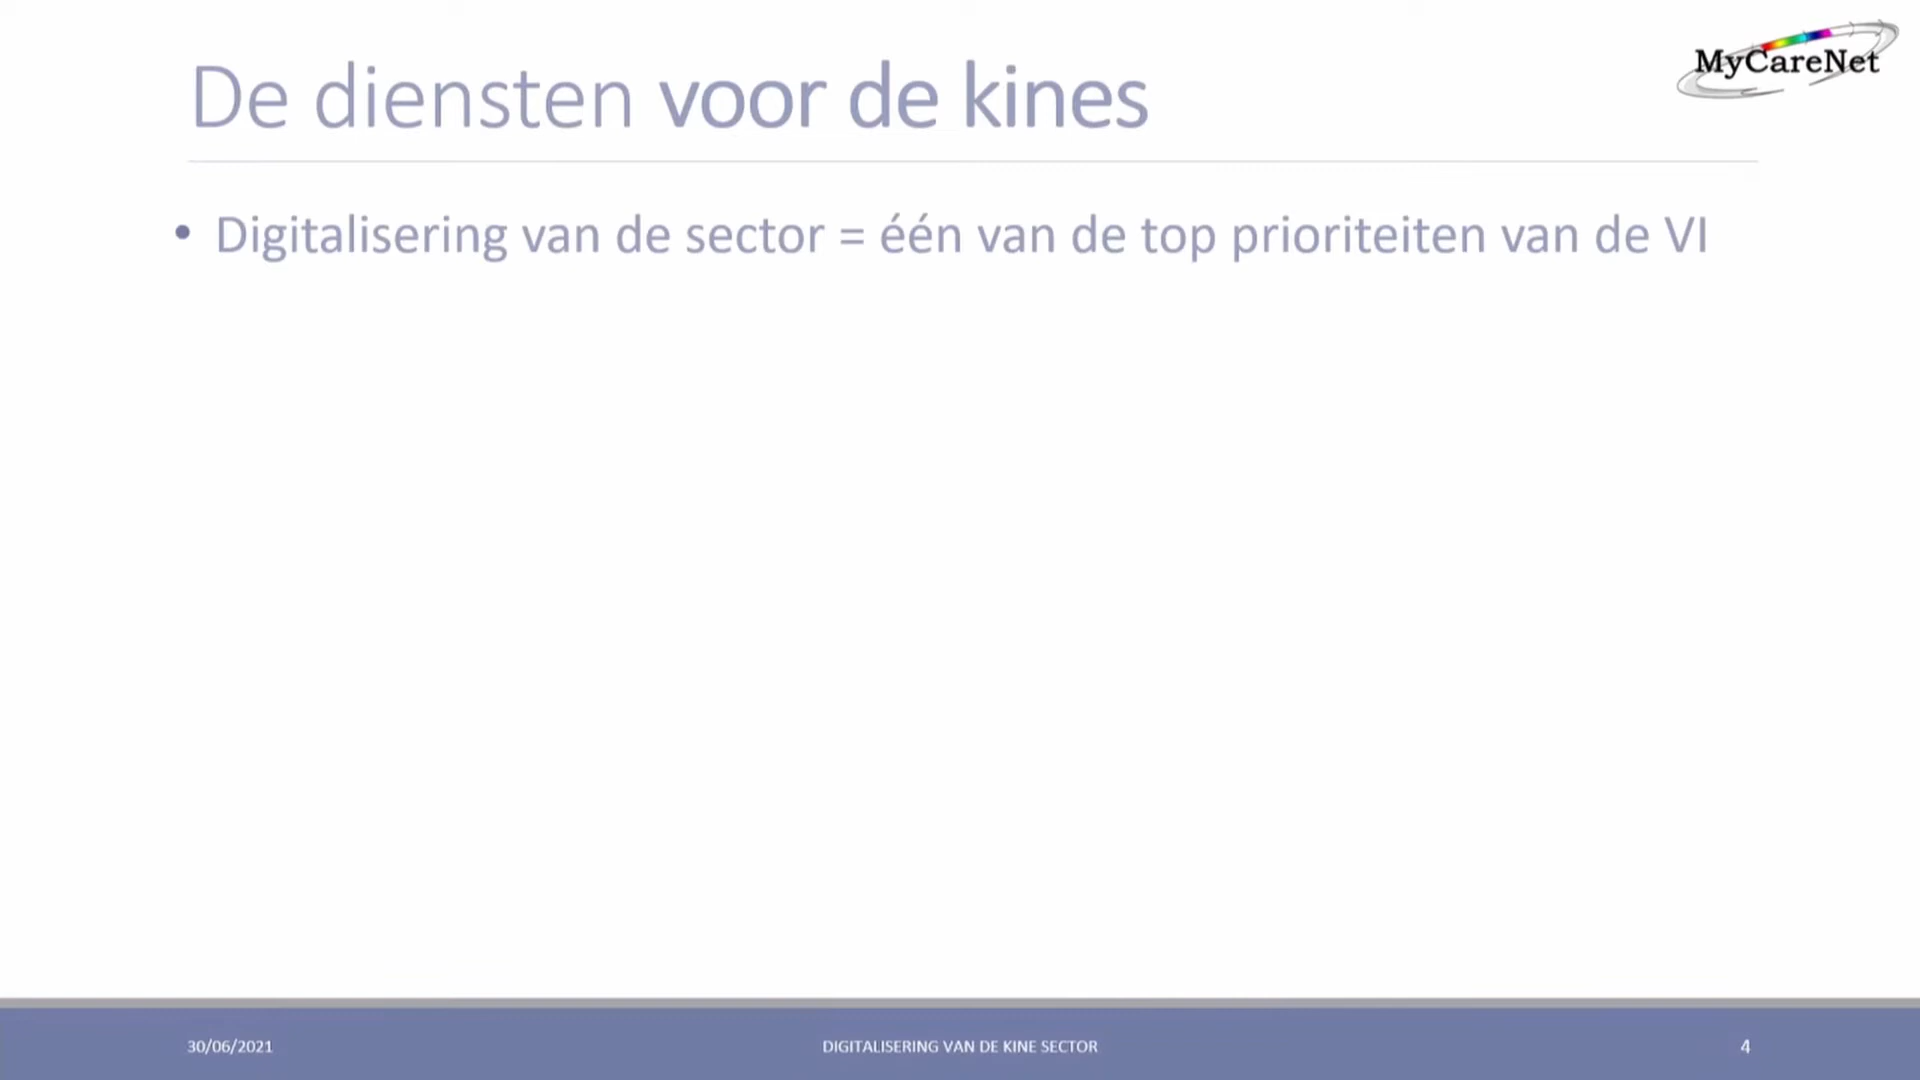 MyCareNet
De diensten voor de kines
• Digitalisering van de sector = één van de top prioriteiten van de VI
30/06/2021
DIGITALISERING VAN DE KINE SECTOR
4